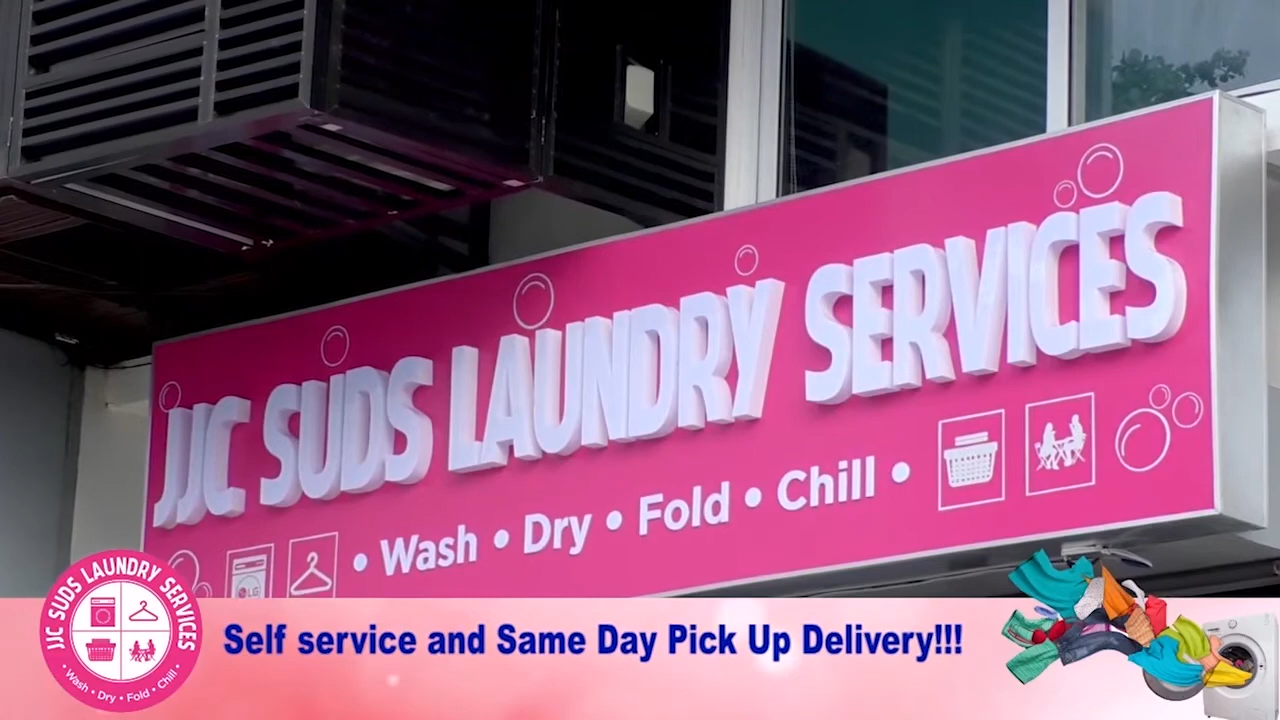 JJC SUDS LAUNDRY SERVICES
• Wash • Dry • Fold • Chill •
LG
JJC SUDS LAUNDRY SERVICES
• Wash • Dry • Fold • Chill •
Self service and Same Day Pick Up Delivery!!!